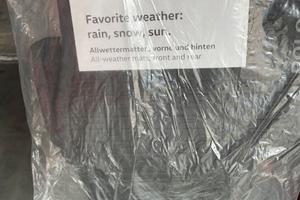 Favorite weather:
rain, snow, sun.
Allwettermatten, vorne und hinten
All-weather mats, front and rear